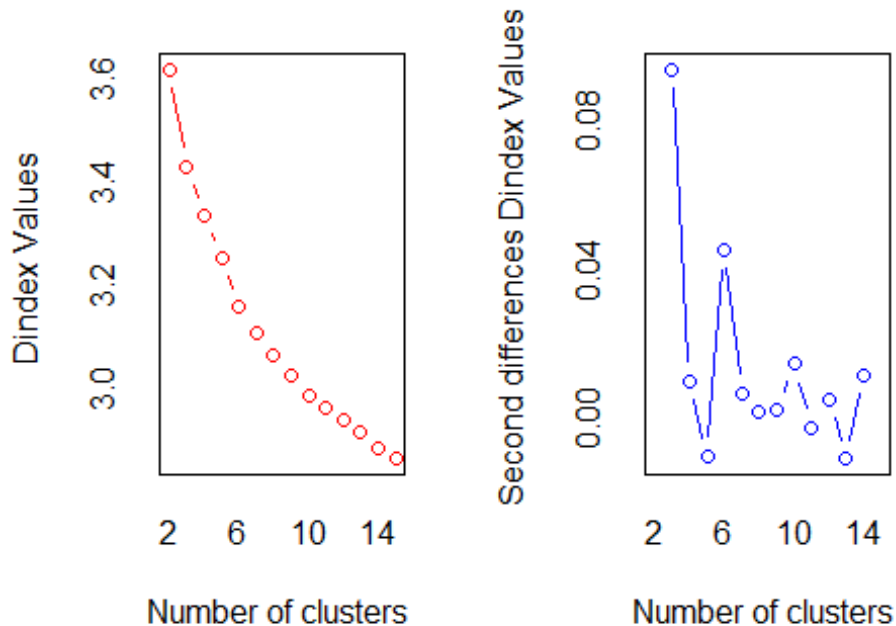 Dindex Values
3.6
3.4
3.2
3.0
2 6 10 14
Number of clusters
Second differences Dindex Values
0.08
0.04
0.00
2 6 10 14
Number of clusters